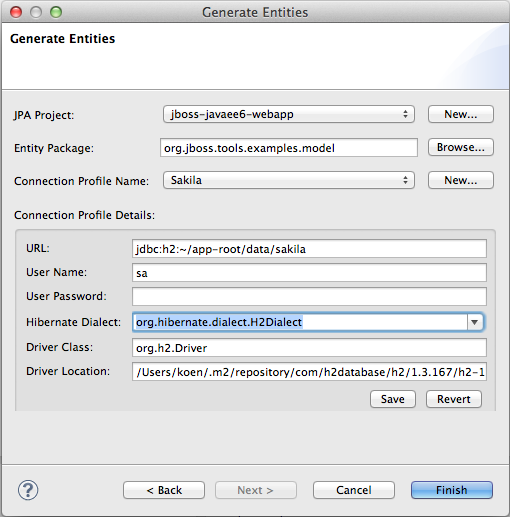 Generate Entities
Generate Entities
JPA Project: jboss-javaee6-webapp New...
Entity Package: org.jboss.tools.examples.model Browse...
Connection Profile Name: Sakila New...
Connection Profile Details:
URL: jdbc:h2:~/app-root/data/sakila
User Name: sa
User Password:
Hibernate Dialect: org.hibernate.dialect.H2Dialect
Driver Class: org.h2.Driver
Driver Location: /Users/koen/.m2/repository/com/h2database/h2/1.3.167/h2-1
Save Revert
? < Back Next > Cancel Finish